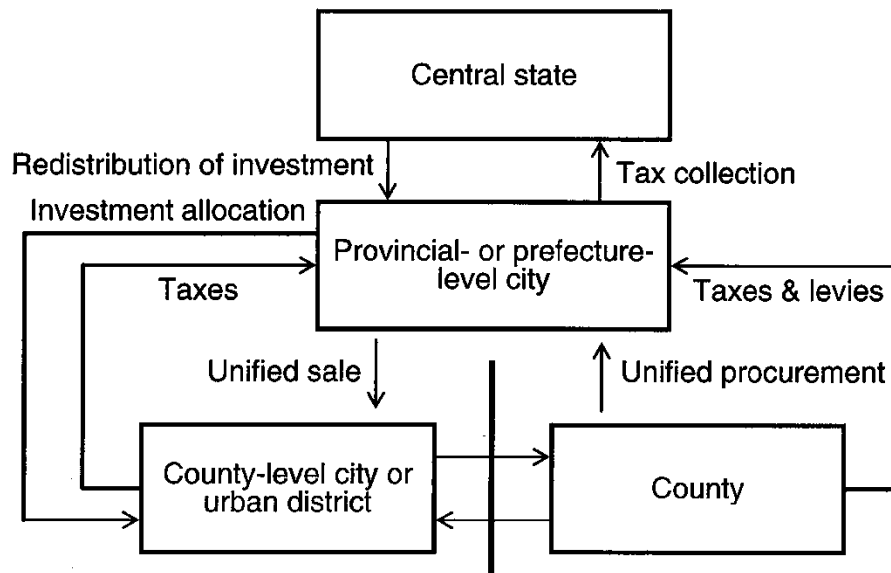 Central state
Redistribution of investment
Tax collection
Investment allocation
Provincial- or prefecture-
level city
Taxes
Taxes & levies
Unified sale
Unified procurement
County-level city or
urban district
County